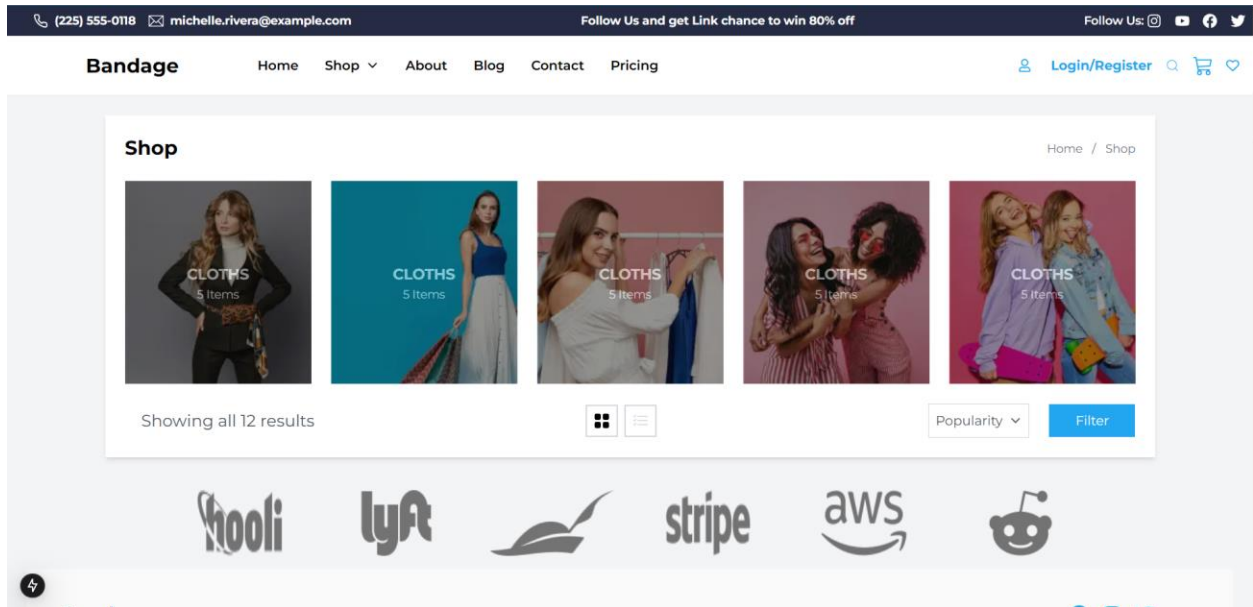 (225) 555-0118 michelle.rivera@example.com Follow Us and get Link chance to win 80% off Follow Us:
Bandage Home Shop About Blog Contact Pricing Login/Register
Shop Home / Shop
CLOTHS CLOTHS CLOTHS CLOTHS CLOTHS
5 Items 5 Items 5 Items 5 Items 5 Items
Showing all 12 results Popularity Filter
hooli lyft stripe aws